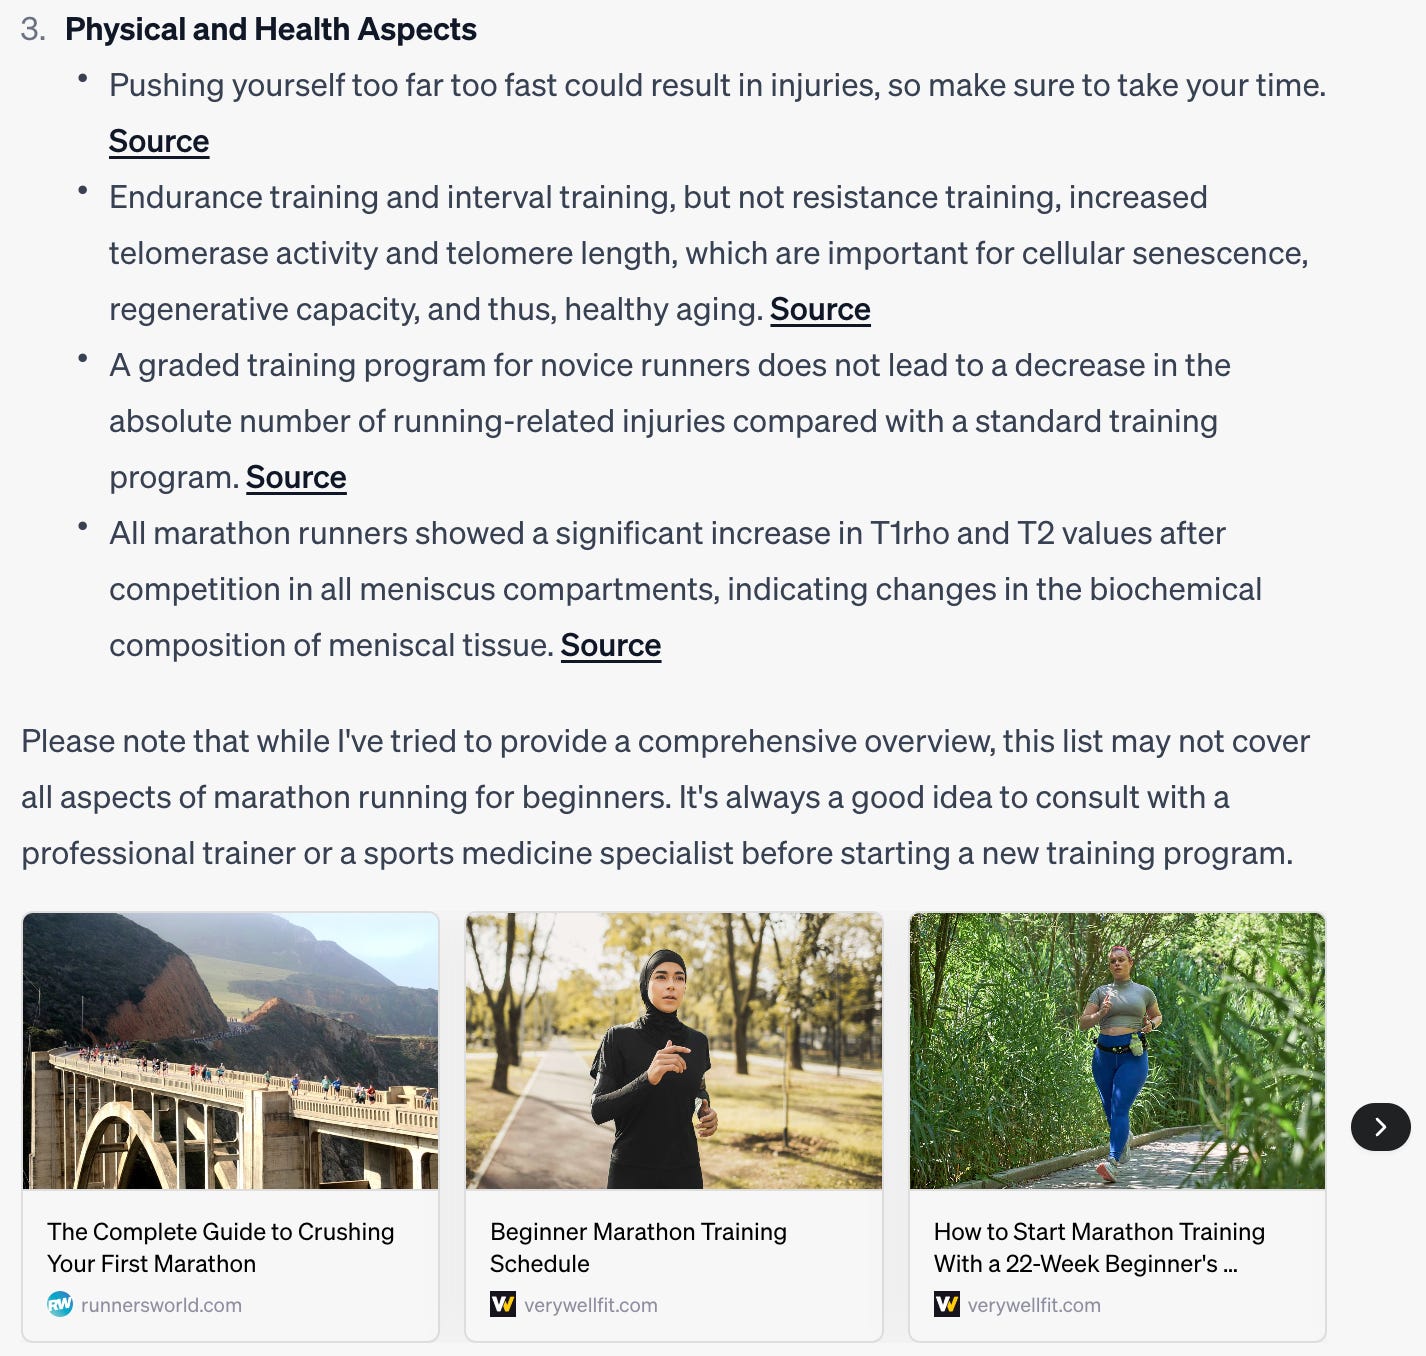 3. Physical and Health Aspects
• Pushing yourself too far too fast could result in injuries, so make sure to take your time.
Source
• Endurance training and interval training, but not resistance training, increased
telomerase activity and telomere length, which are important for cellular senescence,
regenerative capacity, and thus, healthy aging. Source
• A graded training program for novice runners does not lead to a decrease in the
absolute number of running-related injuries compared with a standard training
program. Source
• All marathon runners showed a significant increase in T1rho and T2 values after
competition in all meniscus compartments, indicating changes in the biochemical
composition of meniscal tissue. Source
Please note that while I've tried to provide a comprehensive overview, this list may not cover
all aspects of marathon running for beginners. It's always a good idea to consult with a
professional trainer or a sports medicine specialist before starting a new training program.
The Complete Guide to Crushing
Your First Marathon
RW runnersworld.com
Beginner Marathon Training
Schedule
W verywellfit.com
How to Start Marathon Training
With a 22-Week Beginner's ...
W verywellfit.com